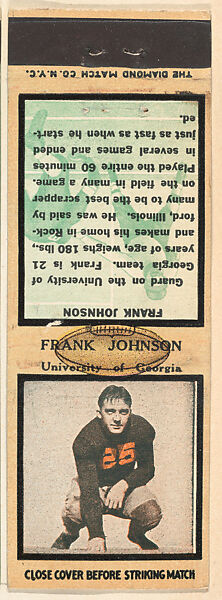 THE DIAMOND MATCH CO. N.Y.C.
FRANK JOHNSON
Guard on the University of
Georgia team. Frank is 21
years of age, weighs 180 lbs.,
and makes his home in Rock-
ford, Illinois. He was said by
many to be the best scrapper
on the field in many a game.
Played the entire 60 minutes
in several games and ended
just as fast as when he start-
ed.
FRANK JOHNSON
University of Georgia
25
CLOSE COVER BEFORE STRIKING MATCH